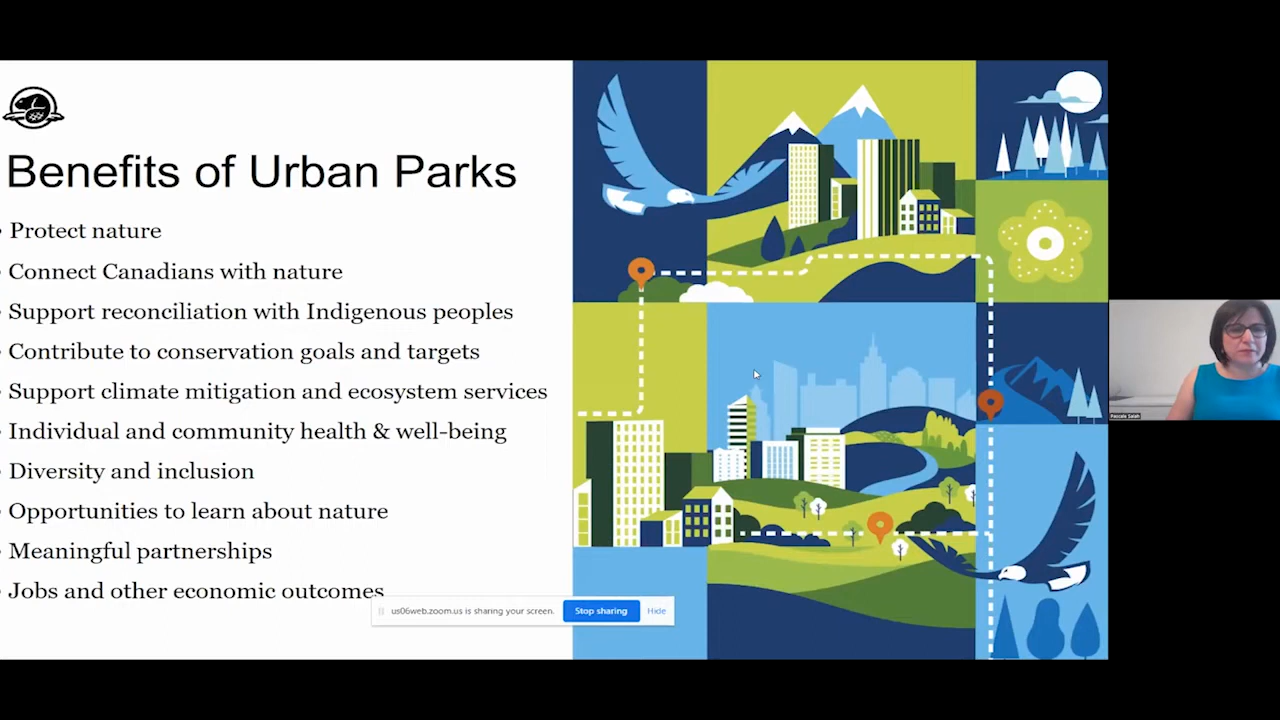 Benefits of Urban Parks
• Protect nature
• Connect Canadians with nature
• Support reconciliation with Indigenous peoples
• Contribute to conservation goals and targets
• Support climate mitigation and ecosystem services
• Individual and community health & well-being
• Diversity and inclusion
• Opportunities to learn about nature
• Meaningful partnerships
• Jobs and other economic outcomes
us06web.zoom.us is sharing your screen. Stop sharing Hide
Pascale Salah